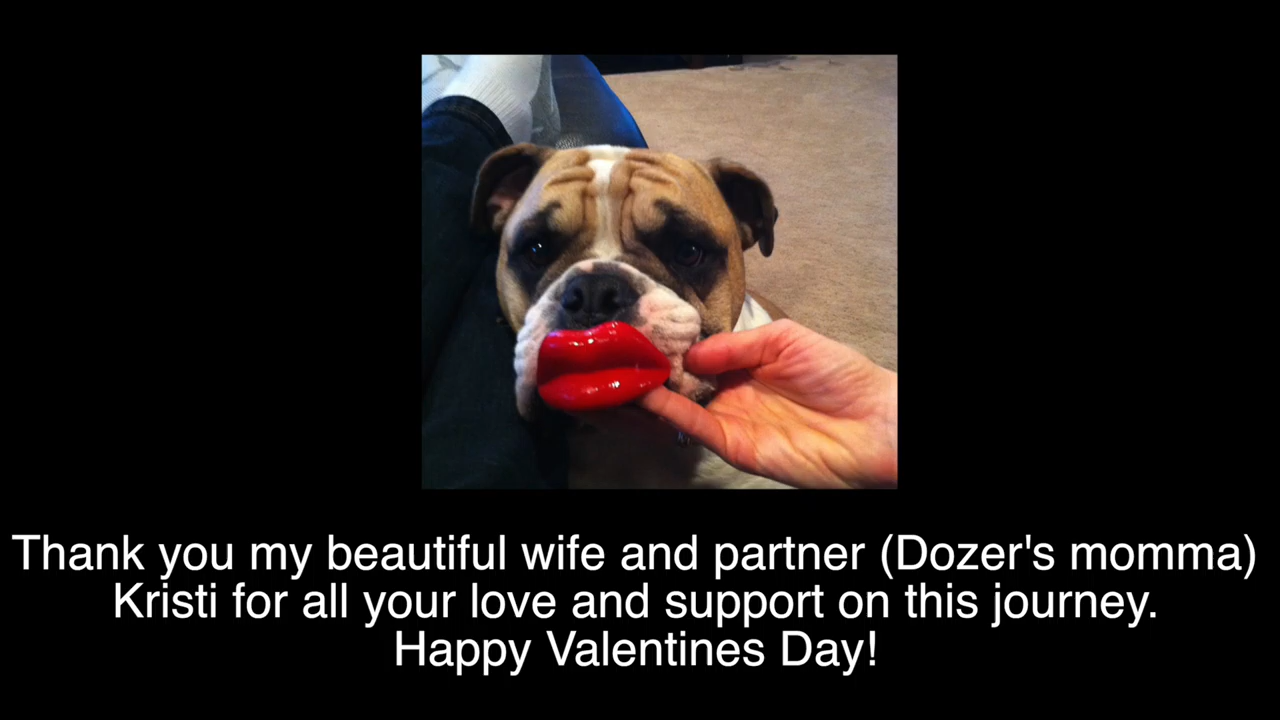 Thank you my beautiful wife and partner (Dozer's momma)
Kristi for all your love and support on this journey.
Happy Valentines Day!